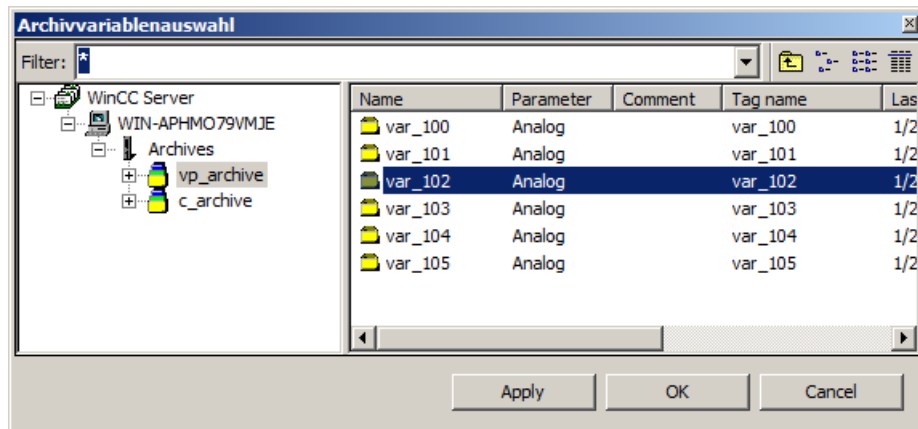 Archivvariablenauswahl
Filter: *
WinCC Server
WIN-APHMO79VMJE
Archives
vp_archive
c_archive
Name Parameter Comment Tag name Las
var_100 Analog var_100 1/2
var_101 Analog var_101 1/2
var_102 Analog var_102 1/2
var_103 Analog var_103 1/2
var_104 Analog var_104 1/2
var_105 Analog var_105 1/2
Apply OK Cancel